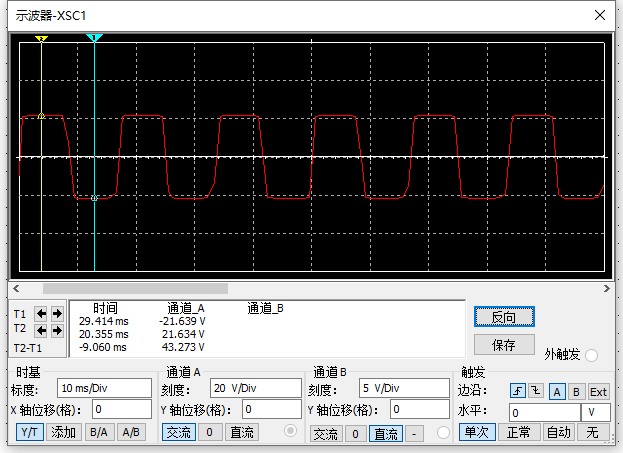 示波器-XSC1
2 1
时间 通道_A 通道_B
T1 29.414 ms -21.639 V
T2 20.355 ms 21.634 V
T2-T1 -9.060 ms 43.273 V
反向
保存
外触发
时基 通道 A 通道 B 触发
标度: 10 ms/Div 刻度: 20 V/Div 刻度: 5 V/Div 边沿: A B Ext
X 轴位移(格): 0 Y 轴位移(格): 0 Y 轴位移(格): 0 水平: 0 V
Y/T 添加 B/A A/B 交流 0 直流 交流 0 直流 - 单次 正常 自动 无